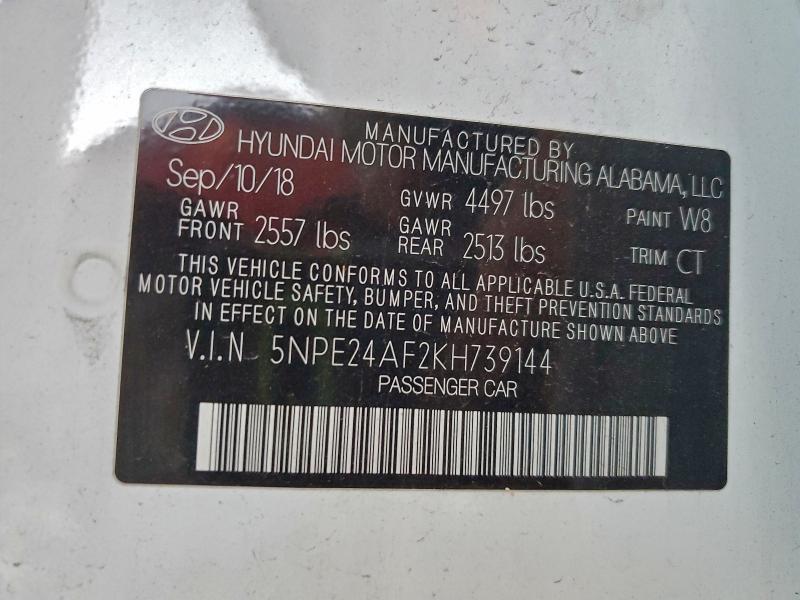 MANUFACTURED BY
HYUNDAI MOTOR MANUFACTURING ALABAMA, LLC
Sep/10/18 GVWR 4497 lbs PAINT W8
GAWR FRONT 2557 lbs GAWR REAR 2513 lbs TRIM CT
THIS VEHICLE CONFORMS TO ALL APPLICABLE U.S.A. FEDERAL
MOTOR VEHICLE SAFETY, BUMPER, AND THEFT PREVENTION STANDARDS
IN EFFECT ON THE DATE OF MANUFACTURE SHOWN ABOVE
V.I.N 5NPE24AF2KH739144
PASSENGER CAR